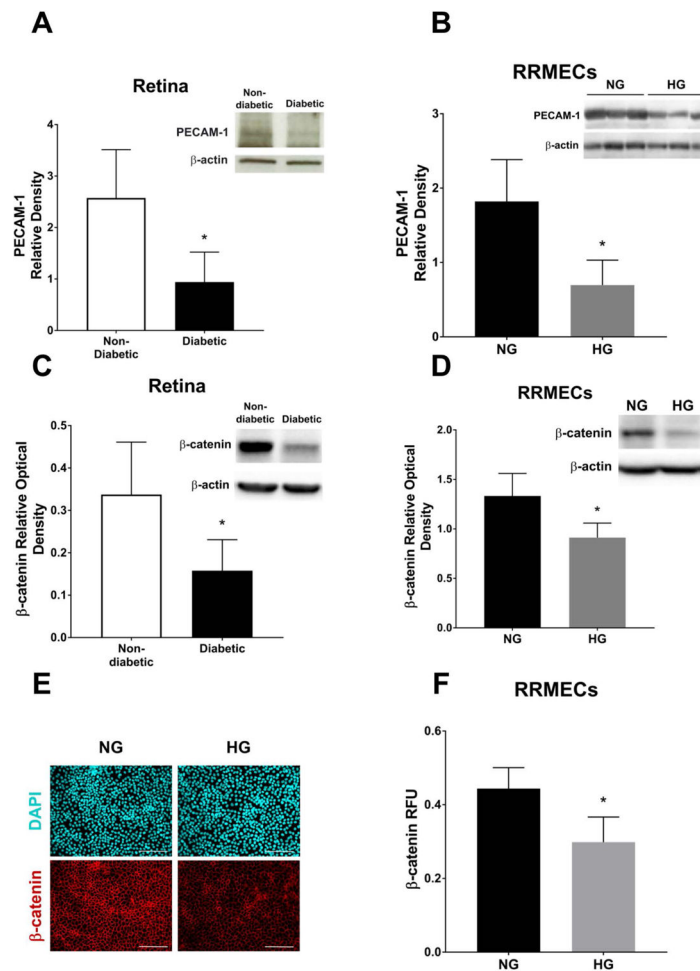 A
Retina
Non-
diabetic
Diabetic
PECAM-1
β-actin
PECAM-1
Relative Density
4
3
2
1
0
*
Non-
Diabetic
Diabetic
B
RRMECs
NG
HG
PECAM-1
β-actin
PECAM-1
Relative Density
3
2
1
0
*
NG
HG
C
Retina
Non-
diabetic
Diabetic
β-catenin
β-actin
β-catenin Relative Optical
Density
0.5
0.4
0.3
0.2
0.1
0.0
*
Non-
diabetic
Diabetic
D
RRMECs
NG
HG
β-catenin
β-actin
β-catenin Relative Optical
Density
2.0
1.5
1.0
0.5
0.0
*
NG
HG
E
NG
HG
DAPI
β-catenin
F
RRMECs
β-catenin RFU
0.6
0.4
0.2
0.0
*
NG
HG